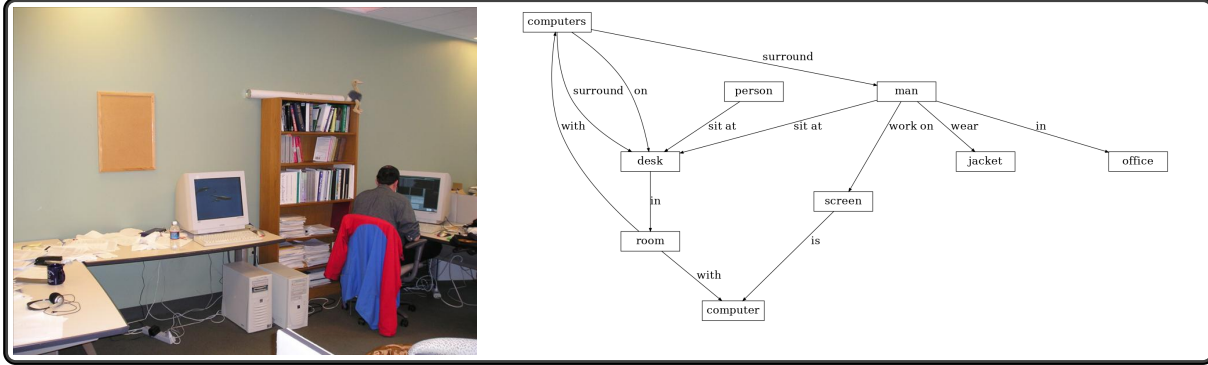 computers
surround
person
man
surround
on
with
sit at
sit at
work on
wear
in
desk
jacket
office
in
screen
room
is
with
computer